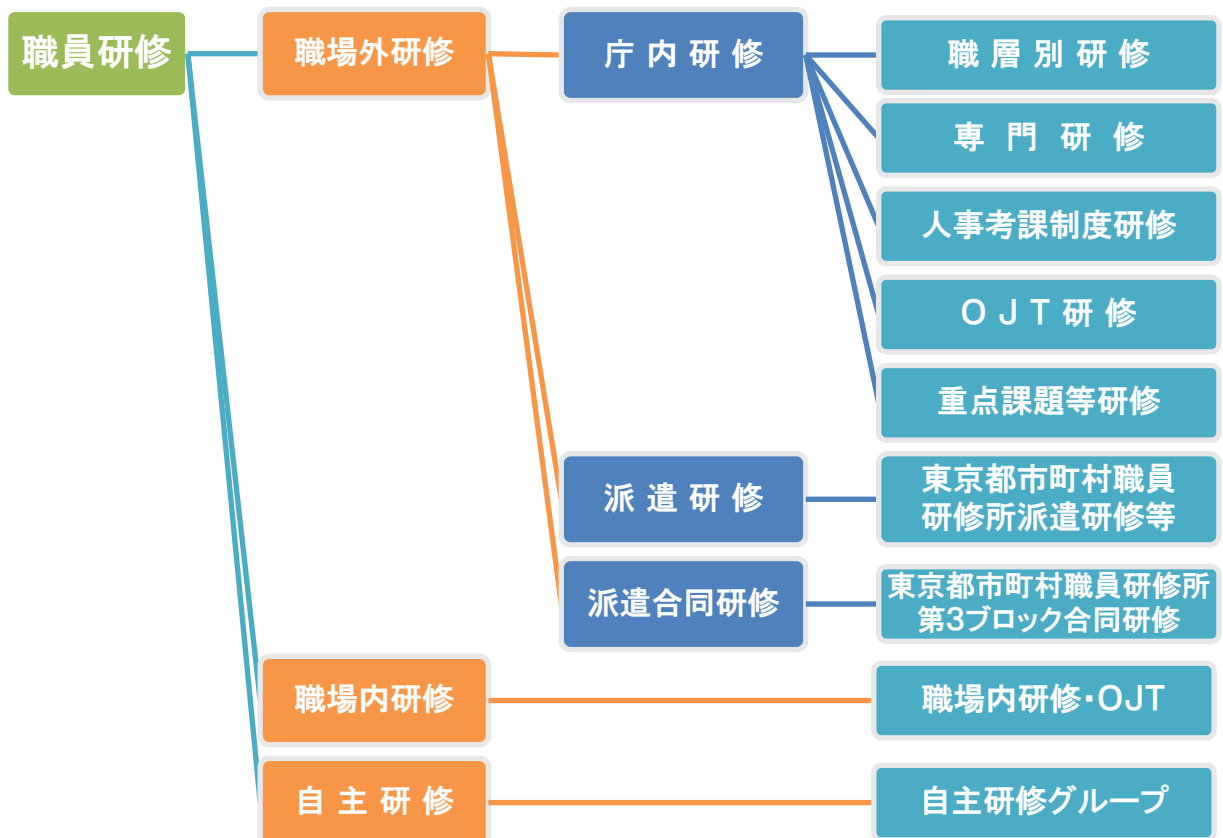 職員研修
職場外研修
庁内研修
職層別研修
専門研修
人事考課制度研修
OJT研修
重点課題等研修
派遣研修
東京都市町村職員
研修所派遣研修等
派遣合同研修
東京都市町村職員研修所
第3ブロック合同研修
職場内研修
職場内研修・OJT
自主研修
自主研修グループ